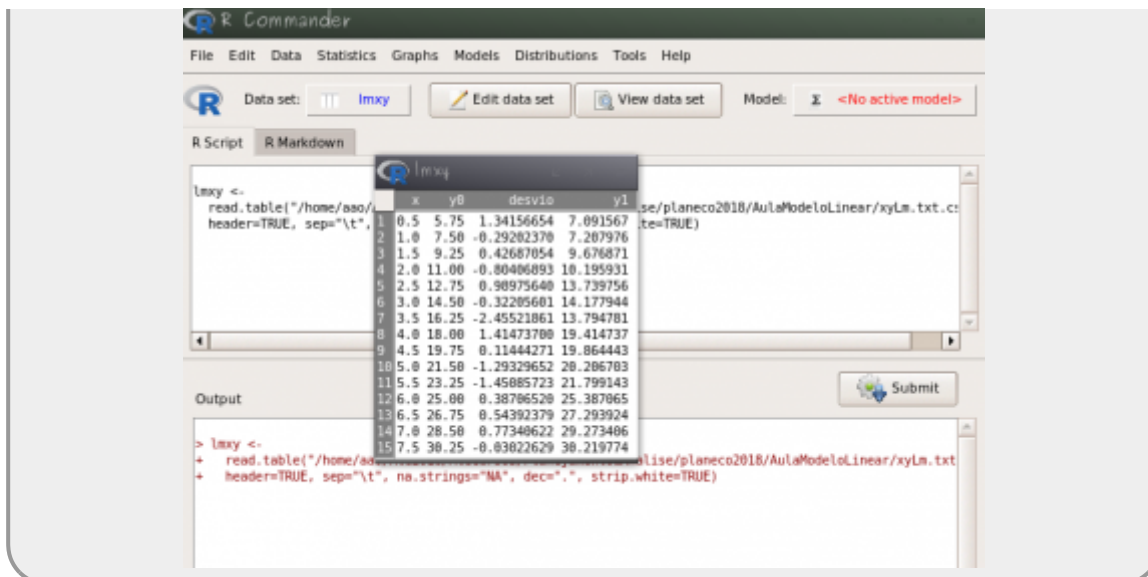 R Commander
File Edit Data Statistics Graphs Models Distributions Tools Help
Data set: lmxy Edit data set View data set Model: Σ <No active model>
R Script R Markdown
lmxy <-
read.table("/home/aao/ se/planeco2018/AulaModeloLinear/xyLm.txt.cs
header=TRUE, sep="\t", te=TRUE)
lmxy
x y0 desvio y1
1 0.5 5.75 1.34156654 7.091567
2 1.0 7.50 -0.29202370 7.207976
3 1.5 9.25 0.42687054 9.676871
4 2.0 11.00 -0.80406893 10.195931
5 2.5 12.75 0.98975640 13.739756
6 3.0 14.50 -0.32205601 14.177944
7 3.5 16.25 -2.45521861 13.794781
8 4.0 18.00 1.41473700 19.414737
9 4.5 19.75 0.11444271 19.864443
10 5.0 21.50 -1.29329652 20.206703
11 5.5 23.25 -1.45085723 21.799143
12 6.0 25.00 0.38706520 25.387065
13 6.5 26.75 0.54392379 27.293924
14 7.0 28.50 0.77340622 29.273406
15 7.5 30.25 -0.03022629 30.219774
Submit
Output
> lmxy <-
+ read.table("/home/aao/ alise/planeco2018/AulaModeloLinear/xyLm.txt
+ header=TRUE, sep="\t", na.strings="NA", dec=".", strip.white=TRUE)